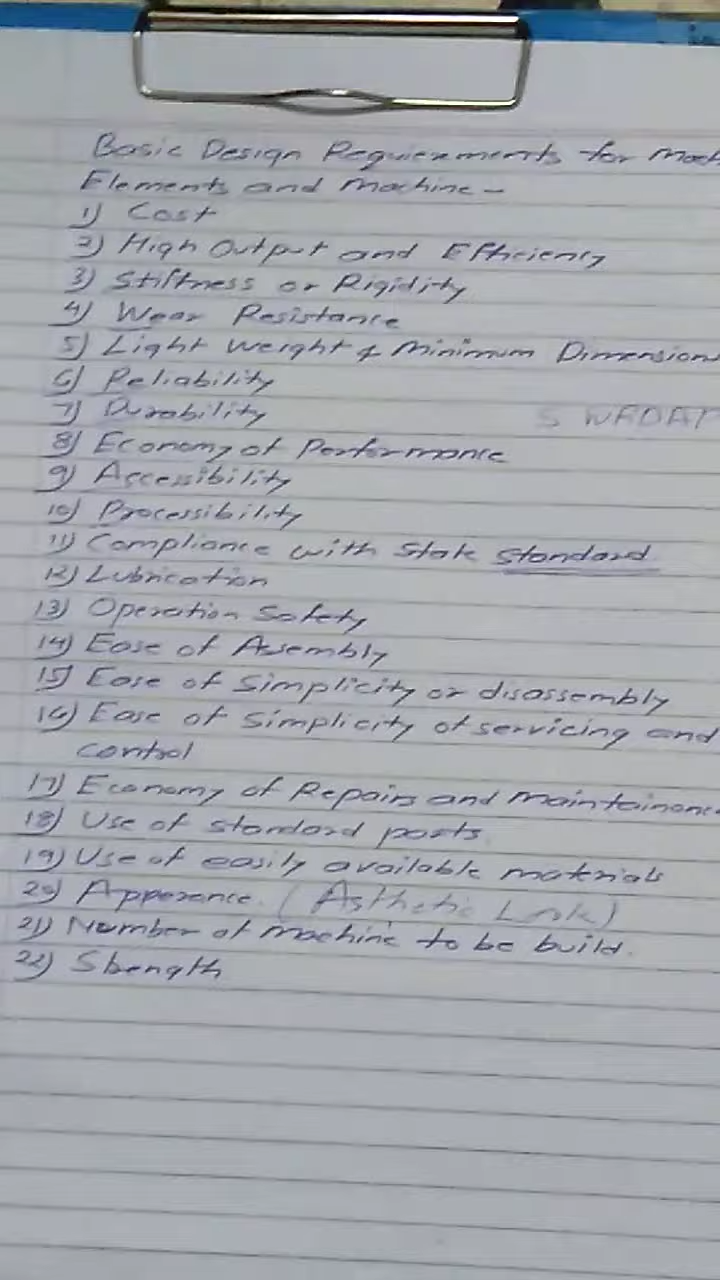 Basic Design Requierments for Mach
Elements and Machine -
1) Cost
2) High Output and Efficiency
3) Stiffness or Rigidity
4) Wear Resistance
5) Light Weight & Minimum Dimension
6) Reliability
7) Durability
8) Economy of Performance
9) Accessibility
10) Processibility
11) Compliance with State Standard
12) Lubrication
13) Operation Safety
14) Ease of Assembly
15) Ease of Simplicity or disassembly
16) Ease of Simplicity of servicing and
control
17) Economy of Repairs and Maintainance
18) Use of standard parts.
19) Use of easily available materials
20) Apperence. (Asthetic Look)
21) Number of Machine to be build.
22) Strength